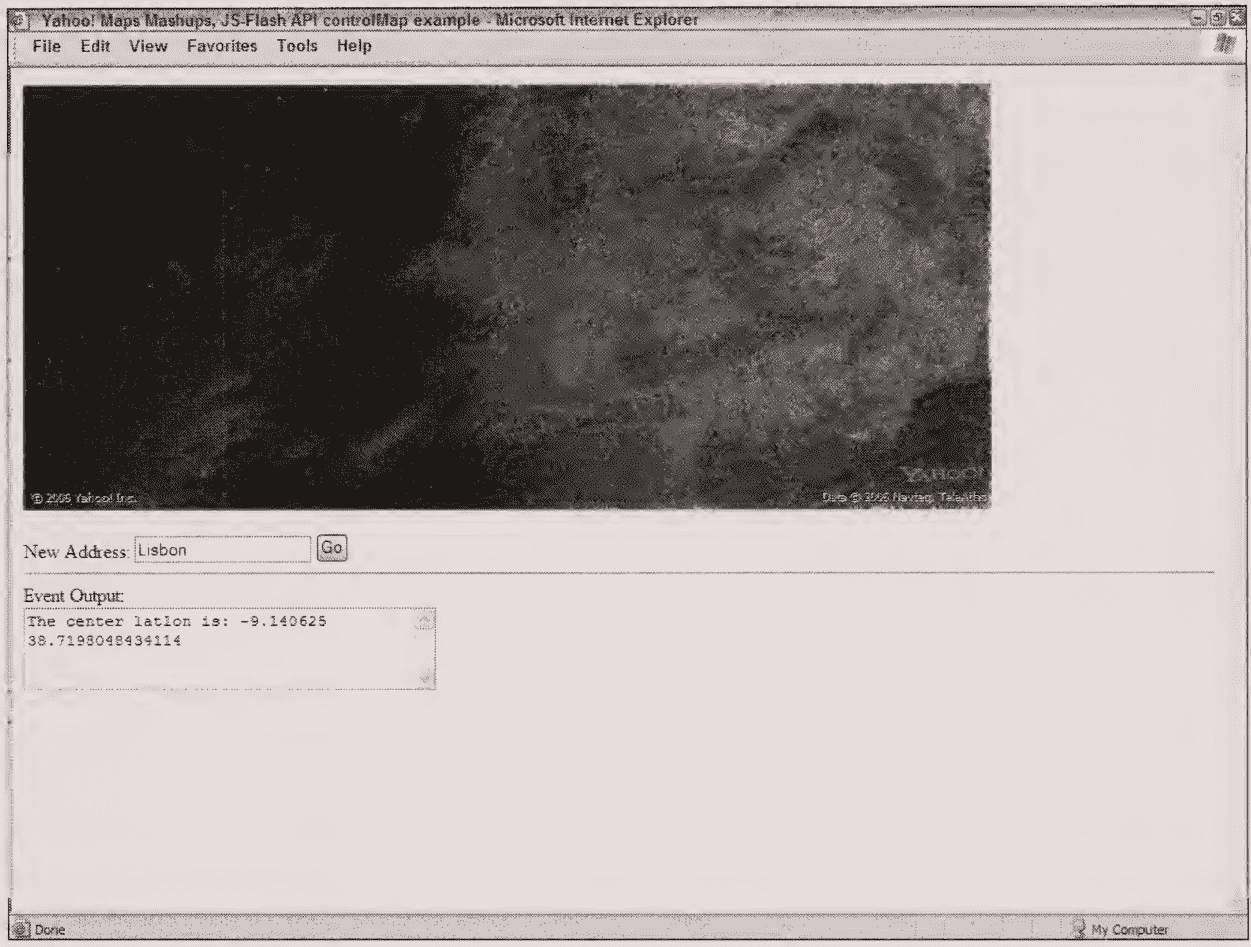 Yahoo! Maps Mashups, JS-Flash API controlMap example - Microsoft Internet Explorer
File Edit View Favorites Tools Help
YAHOO!
© 2006 Yahoo! Inc.
Data © 2006 Navteq, TeleAtlas
New Address: Lisbon Go
Event Output:
The center latlon is: -9.140625
38.7198048434114
Done
My Computer